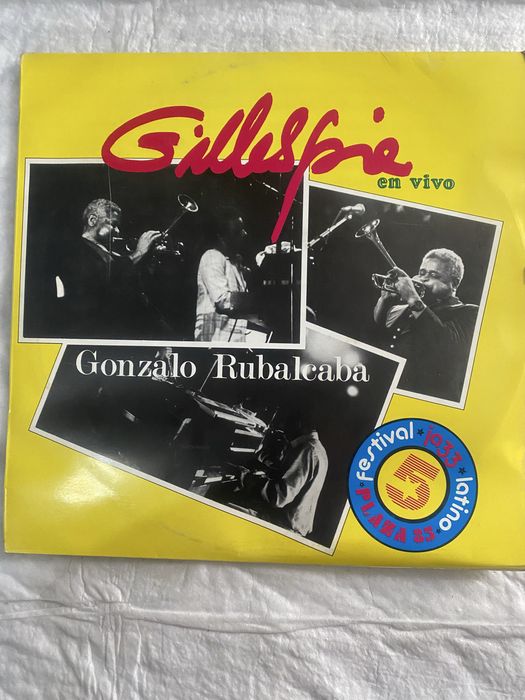 Gillespie
en vivo
Gonzalo Rubalcaba
festival jazz latino
5
PLAZA 85